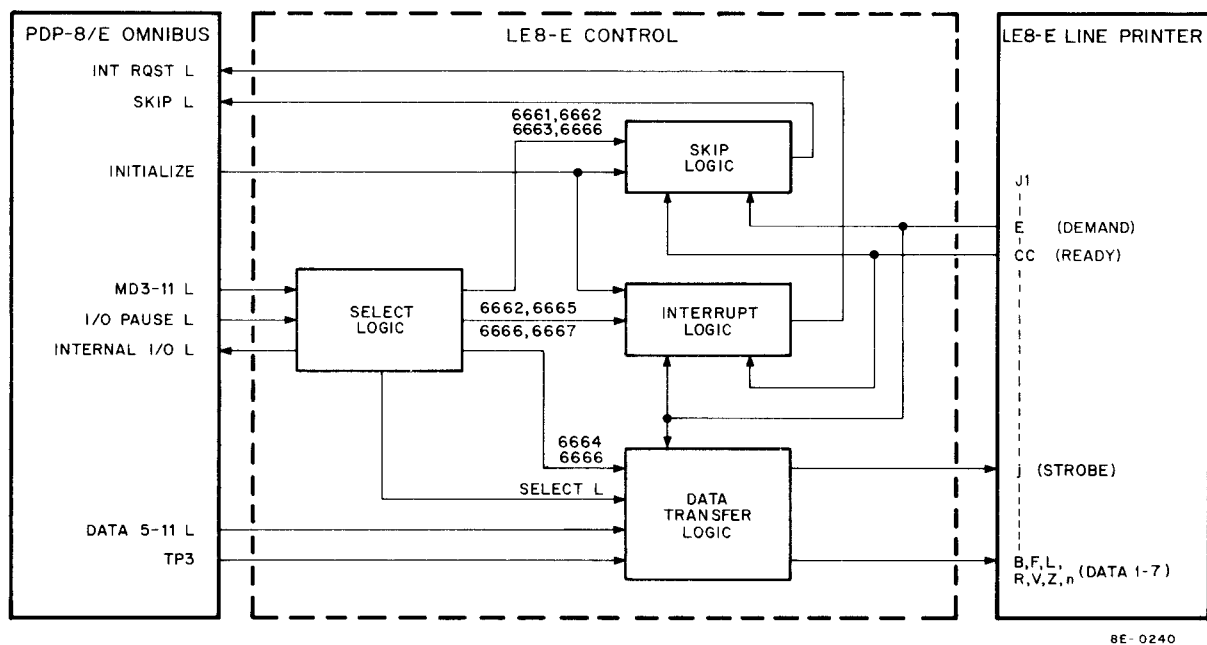 PDP-8/E OMNIBUS
INT RQST L
SKIP L
INITIALIZE
MD3-11 L
I/O PAUSE L
INTERNAL I/O L
DATA 5-11 L
TP3
LE8-E CONTROL
6661,6662
6663,6666
SKIP
LOGIC
SELECT
LOGIC
6662,6665
6666,6667
INTERRUPT
LOGIC
6664
6666
SELECT L
DATA
TRANSFER
LOGIC
LE8-E LINE PRINTER
J1
E (DEMAND)
CC (READY)
j (STROBE)
B,F,L,
R,V,Z,n (DATA 1-7)
8E-0240